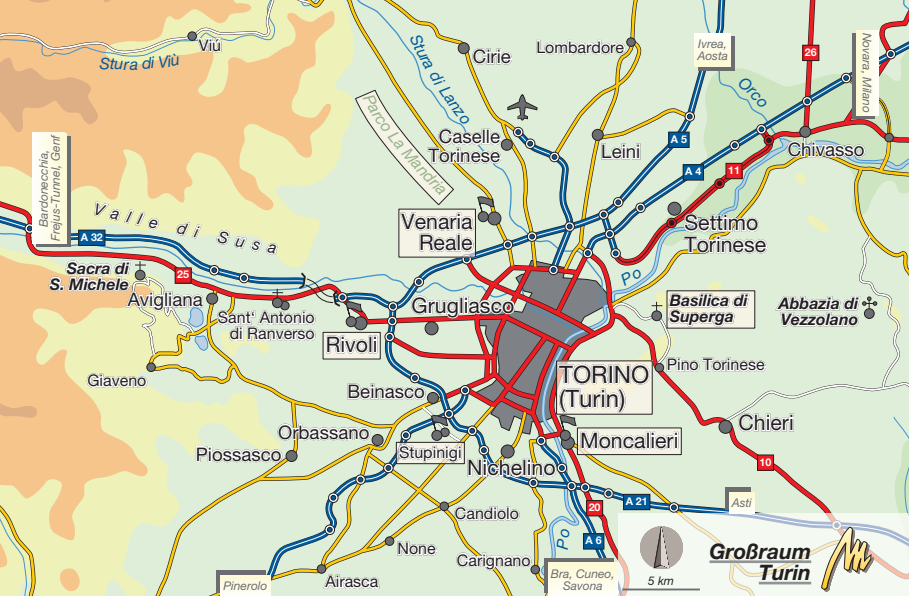 Viú
Stura di Viù
Cirie
Stura di Lanzo
Lombardore
Ivrea,
Aosta
26
Novara, Milano
Orco
Parco La Mandria
Caselle
Torinese
Leini
A 5
A 4
11
Chivasso
Bardonecchia,
Frejus-Tunnel, Genf
Valle di Susa
A 32
25
Venaria
Reale
Settimo
Torinese
Po
Sacra di
S. Michele
Avigliana
Sant' Antonio
di Ranverso
Grugliasco
Rivoli
Basilica di
Superga
Abbazia di
Vezzolano
Giaveno
Beinasco
TORINO
(Turin)
Pino Torinese
Orbassano
Piossasco
Stupinigi
Nichelino
Moncalieri
Chieri
10
Candiolo
None
Airasca
Carignano
Pinerolo
Po
20
A 21
A 6
Asti
Bra, Cuneo,
Savona
5 km
Großraum
Turin